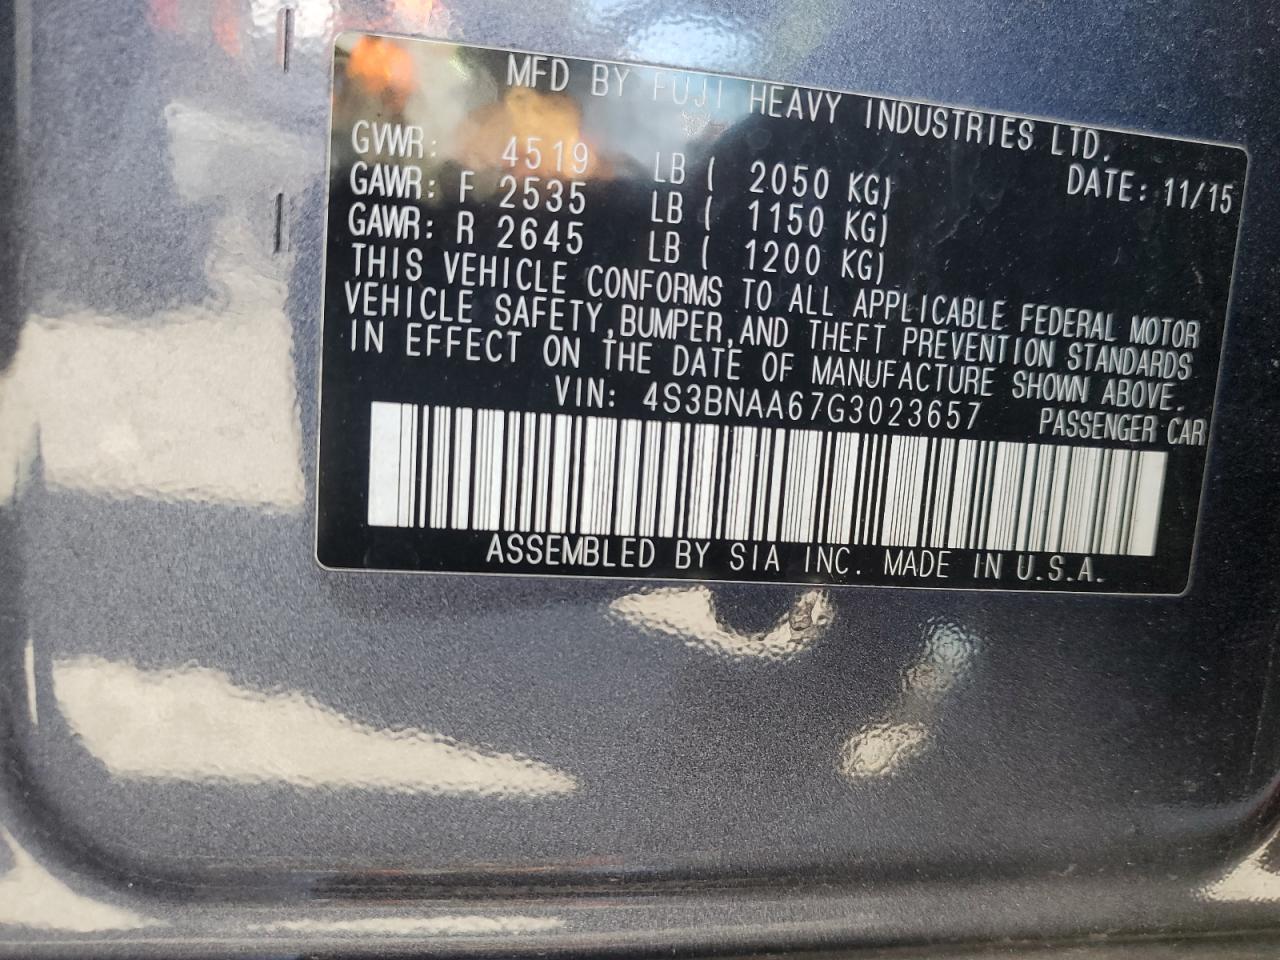 MFD BY FUJI HEAVY INDUSTRIES LTD.
DATE: 11/15
GVWR: 4519 LB ( 2050 KG)
GAWR: F 2535 LB ( 1150 KG)
GAWR: R 2645 LB ( 1200 KG)
THIS VEHICLE CONFORMS TO ALL APPLICABLE FEDERAL MOTOR
VEHICLE SAFETY,BUMPER,AND THEFT PREVENTION STANDARDS
IN EFFECT ON THE DATE OF MANUFACTURE SHOWN ABOVE.
VIN: 4S3BNAA67G3023657 PASSENGER CAR
ASSEMBLED BY SIA INC. MADE IN U.S.A.